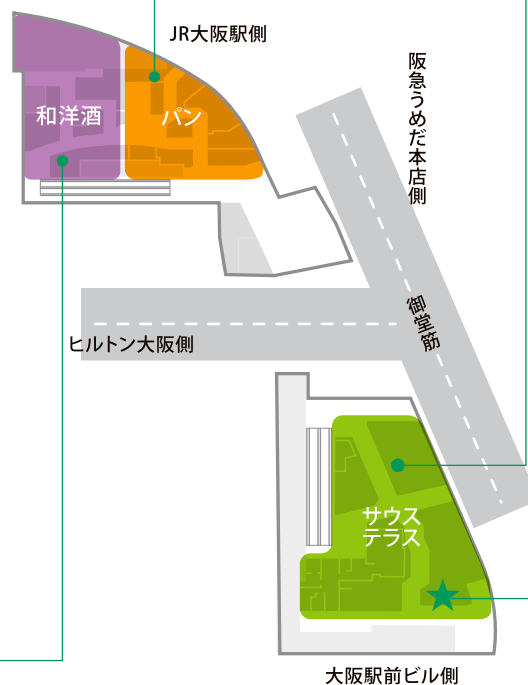 JR大阪駅側
阪急うめだ本店側
和洋酒
パン
御堂筋
ヒルトン大阪側
サウス
テラス
大阪駅前ビル側